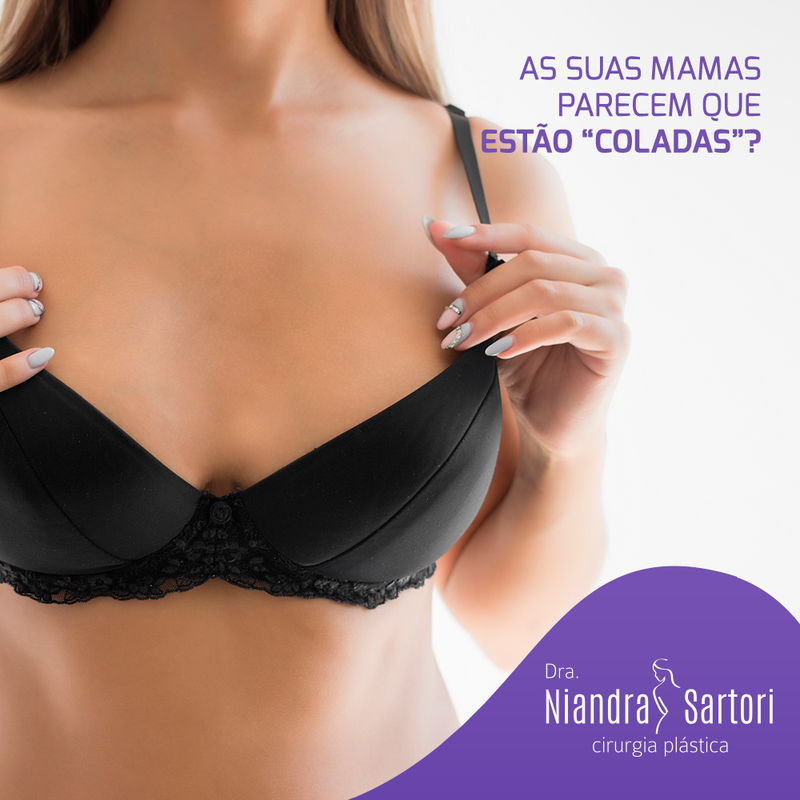 AS SUAS MAMAS
PARECEM QUE
ESTÃO “COLADAS”?
Dra.
Niandra Sartori
cirurgia plástica